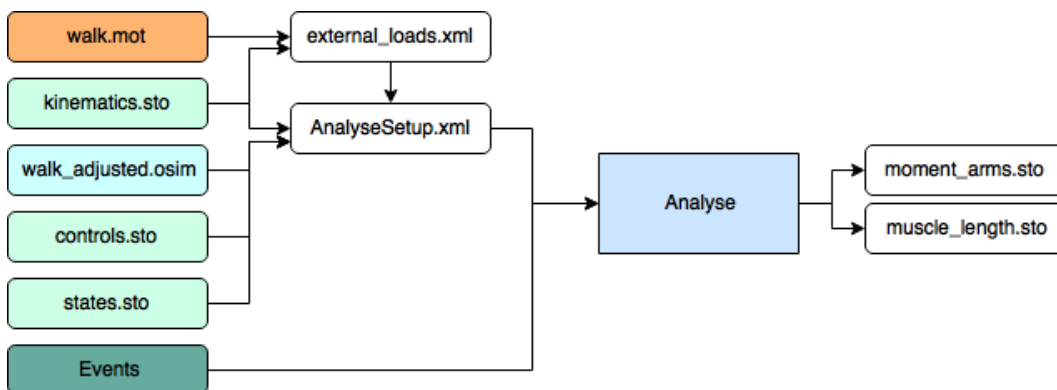 walk.mot
external_loads.xml
kinematics.sto
AnalyseSetup.xml
walk_adjusted.osim
controls.sto
states.sto
Events
Analyse
moment_arms.sto
muscle_length.sto